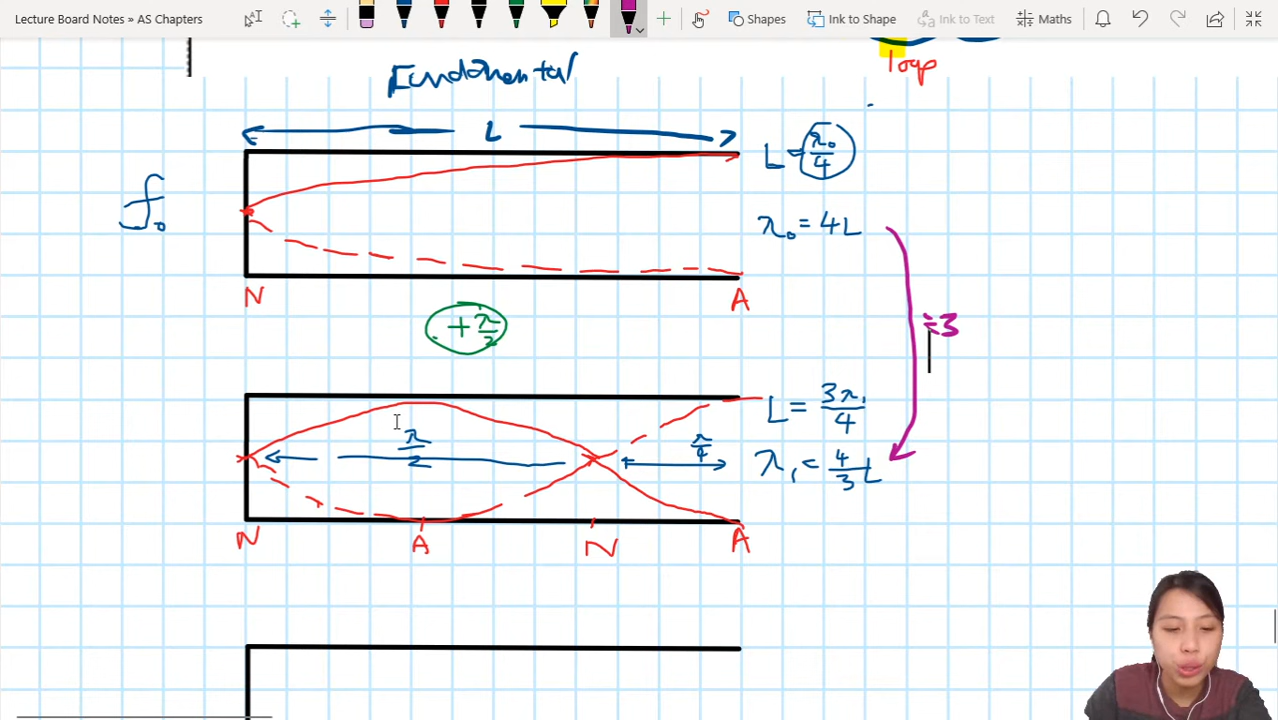 Lecture Board Notes » AS Chapters
Shapes
Ink to Shape
Ink to Text
Maths
loop
Fundamental
L
L = λ₀/4
f₀
λ₀ = 4L
N
A
+ λ/2
÷3
L = 3λ₁/4
λ/2
λ/4
λ₁ = 4/3 L
N
A
N
A